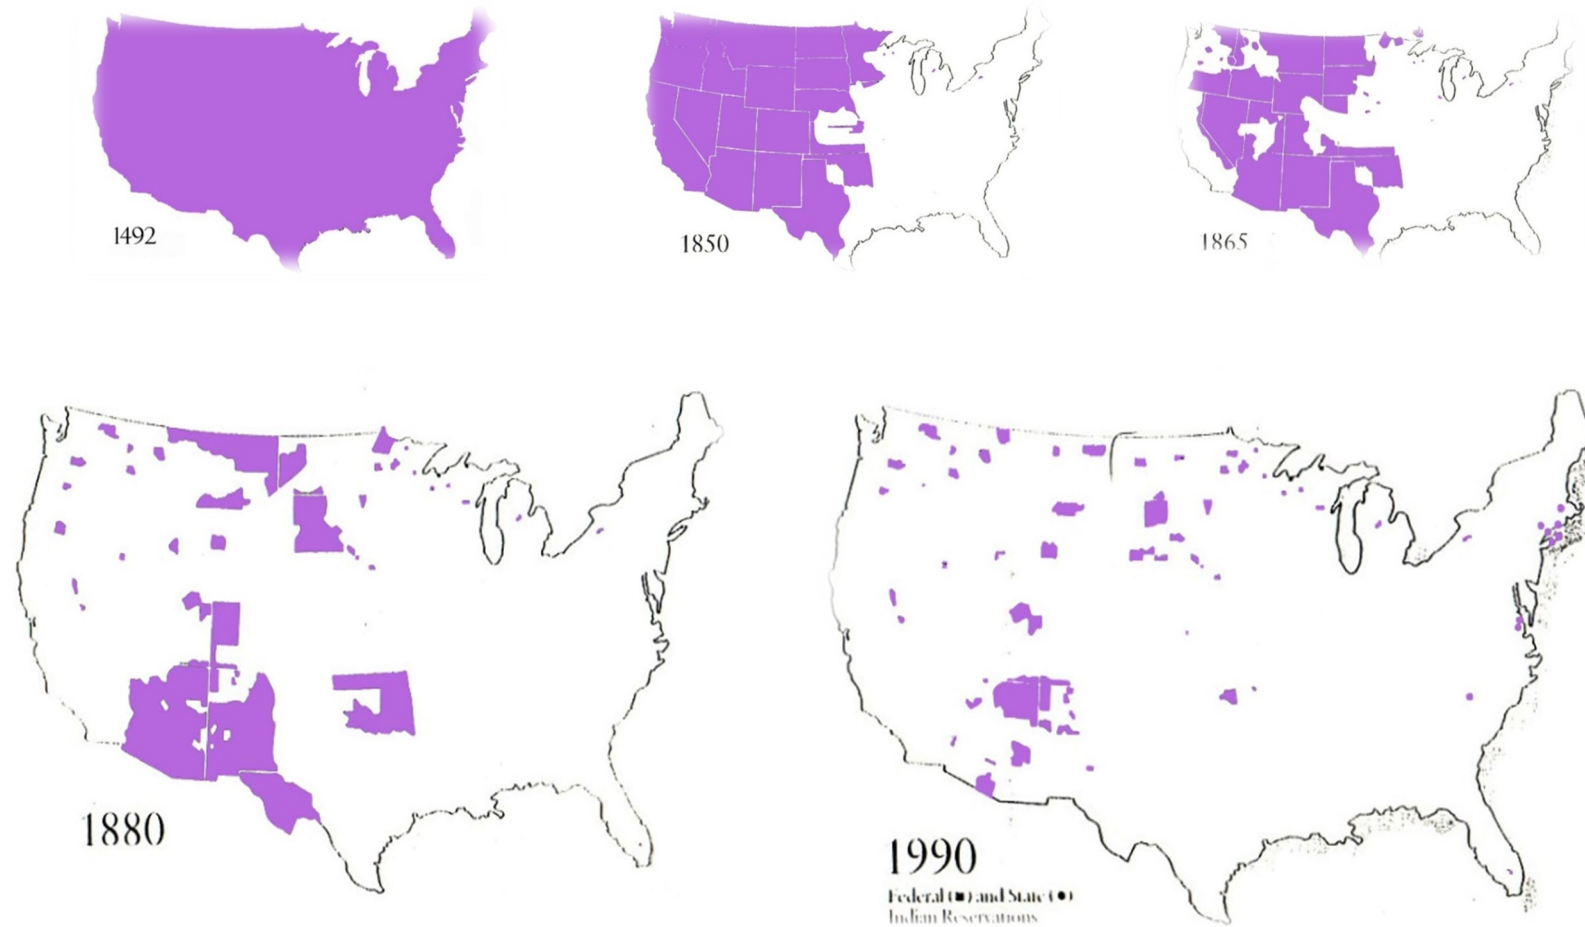 1492
1850
1865
1880
1990
Federal (■) and State (●)
Indian Reservations